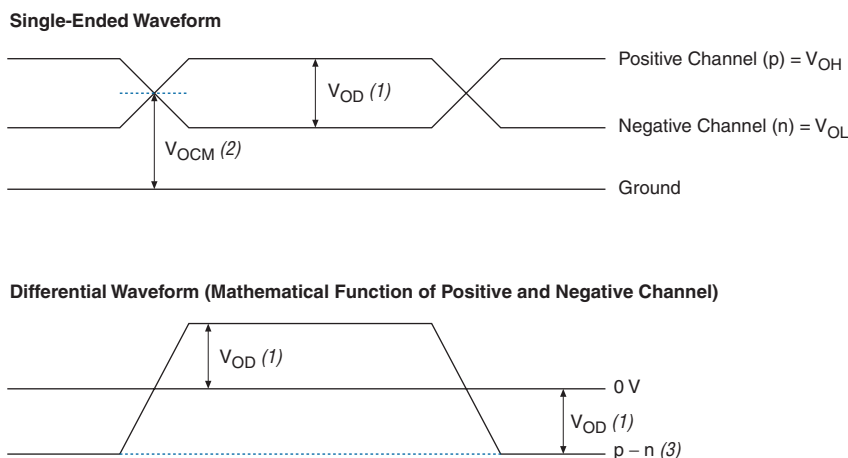 Single-Ended Waveform
Positive Channel (p) = VOH
VOD (1)
Negative Channel (n) = VOL
VOCM (2)
Ground
Differential Waveform (Mathematical Function of Positive and Negative Channel)
VOD (1)
0 V
VOD (1)
p – n (3)